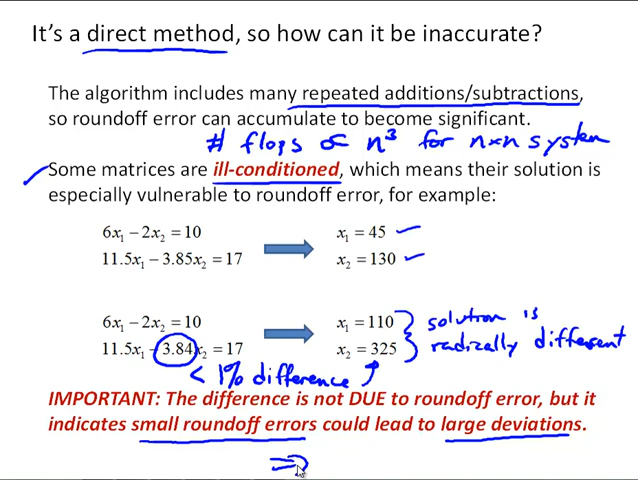 It's a direct method, so how can it be inaccurate?
The algorithm includes many repeated additions/subtractions,
so roundoff error can accumulate to become significant.
# flops ∝ n³ for n×n system
Some matrices are ill-conditioned, which means their solution is
especially vulnerable to roundoff error, for example:
6x₁ − 2x₂ = 10
x₁ = 45
11.5x₁ − 3.85x₂ = 17
x₂ = 130
6x₁ − 2x₂ = 10
x₁ = 110
solution is
11.5x₁ − 3.84x₂ = 17
x₂ = 325
radically different
< 1% difference
IMPORTANT: The difference is not DUE to roundoff error, but it
indicates small roundoff errors could lead to large deviations.